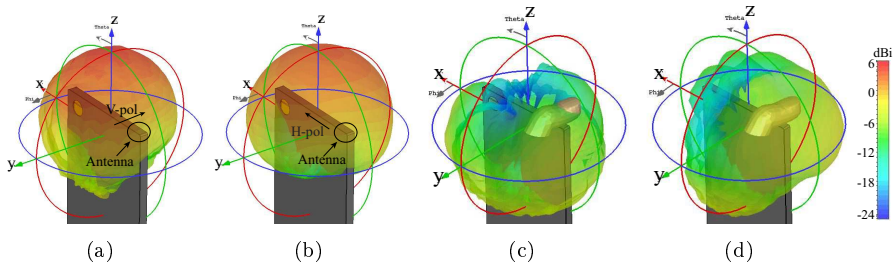 Theta
z
x
Phi
V-pol
Antenna
y
(a)
Theta
z
x
Phi
H-pol
Antenna
y
(b)
Theta
z
x
Phi
y
(c)
Theta
z
x
Phi
y
(d)
dBi
6
0
-6
-12
-18
-24